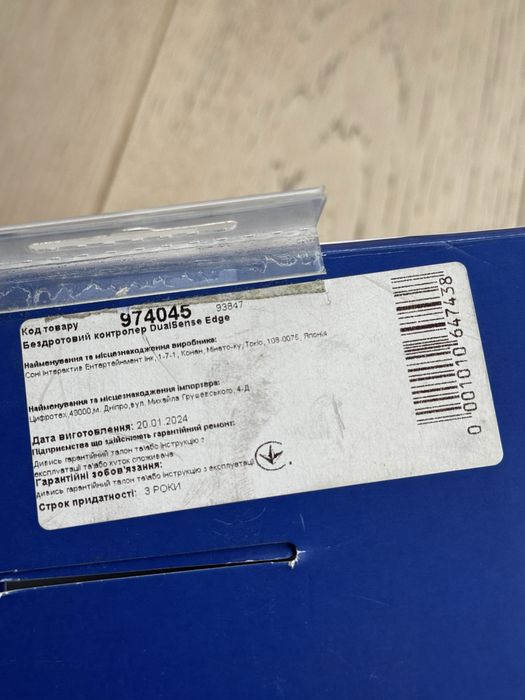 Код товару 974045 93847
Бездротовий контролер DualSense Edge
Найменування та місцезнаходження виробника:
Соні Інтерактив Ентертейнмент Інк, 1-7-1, Конан, Мінато-ку, Токіо, 108-0075, Японія
Найменування та місцезнаходження імпортера:
Цифротех,49000,м. Дніпро,вул. Михайла Грушевського, 4-Д
Дата виготовлення: 20.01.2024
Підприємства що здійснюють гарантійний ремонт:
Дивись гарантійний талон та\або інструкцію з
експлуатації та\або куток споживача
Гарантійні зобов'язання:
дивись гарантійний талон та\або інструкцію з експлуатації
Строк придатності: 3 РОКИ
0 001010 647438